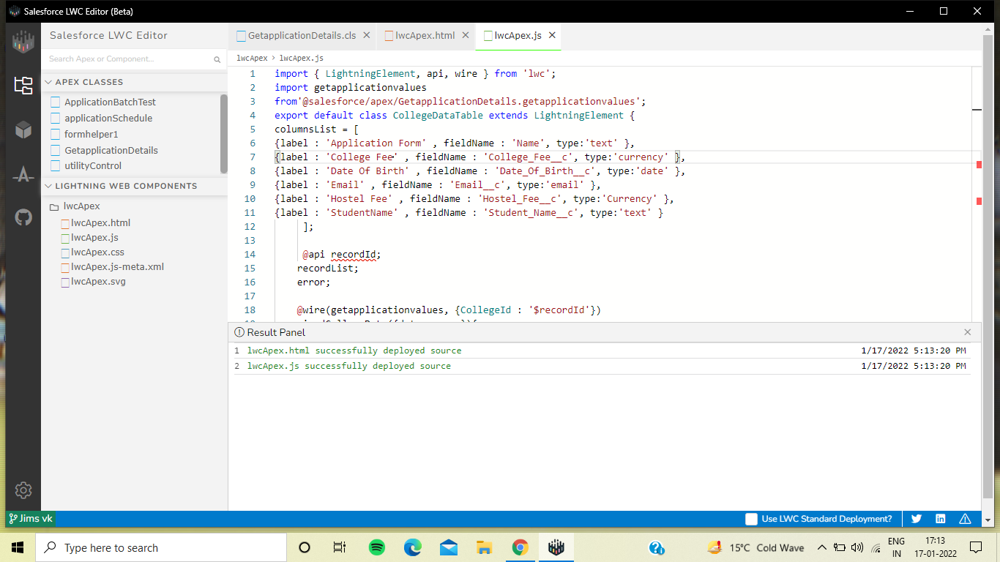 Salesforce LWC Editor (Beta)
Salesforce LWC Editor
Search Apex or Component...
APEX CLASSES
ApplicationBatchTest
applicationSchedule
formhelper1
GetapplicationDetails
utilityControl
LIGHTNING WEB COMPONENTS
lwcApex
lwcApex.html
lwcApex.js
lwcApex.css
lwcApex.js-meta.xml
lwcApex.svg
GetapplicationDetails.cls
lwcApex.html
lwcApex.js
lwcApex > lwcApex.js
1 import { LightningElement, api, wire } from 'lwc';
2 import getapplicationvalues
3 from'@salesforce/apex/GetapplicationDetails.getapplicationvalues';
4 export default class CollegeDataTable extends LightningElement {
5 columnsList = [
6 {label : 'Application Form' , fieldName : 'Name', type:'text' },
7 {label : 'College Fee' , fieldName : 'College_Fee__c', type:'currency' },
8 {label : 'Date Of Birth' , fieldName : 'Date_Of_Birth__c', type:'date' },
9 {label : 'Email' , fieldName : 'Email__c', type:'email' },
10 {label : 'Hostel Fee' , fieldName : 'Hostel_Fee__c', type:'Currency' },
11 {label : 'StudentName' , fieldName : 'Student_Name__c', type:'text' }
12 ];
13
14 @api recordId;
15 recordList;
16 error;
17
18 @wire(getapplicationvalues, {CollegeId : '$recordId'})
Result Panel
1 lwcApex.html successfully deployed source 1/17/2022 5:13:20 PM
2 lwcApex.js successfully deployed source 1/17/2022 5:13:20 PM
Jims vk
Use LWC Standard Deployment?
Type here to search
15°C Cold Wave
ENG
IN
17:13
17-01-2022